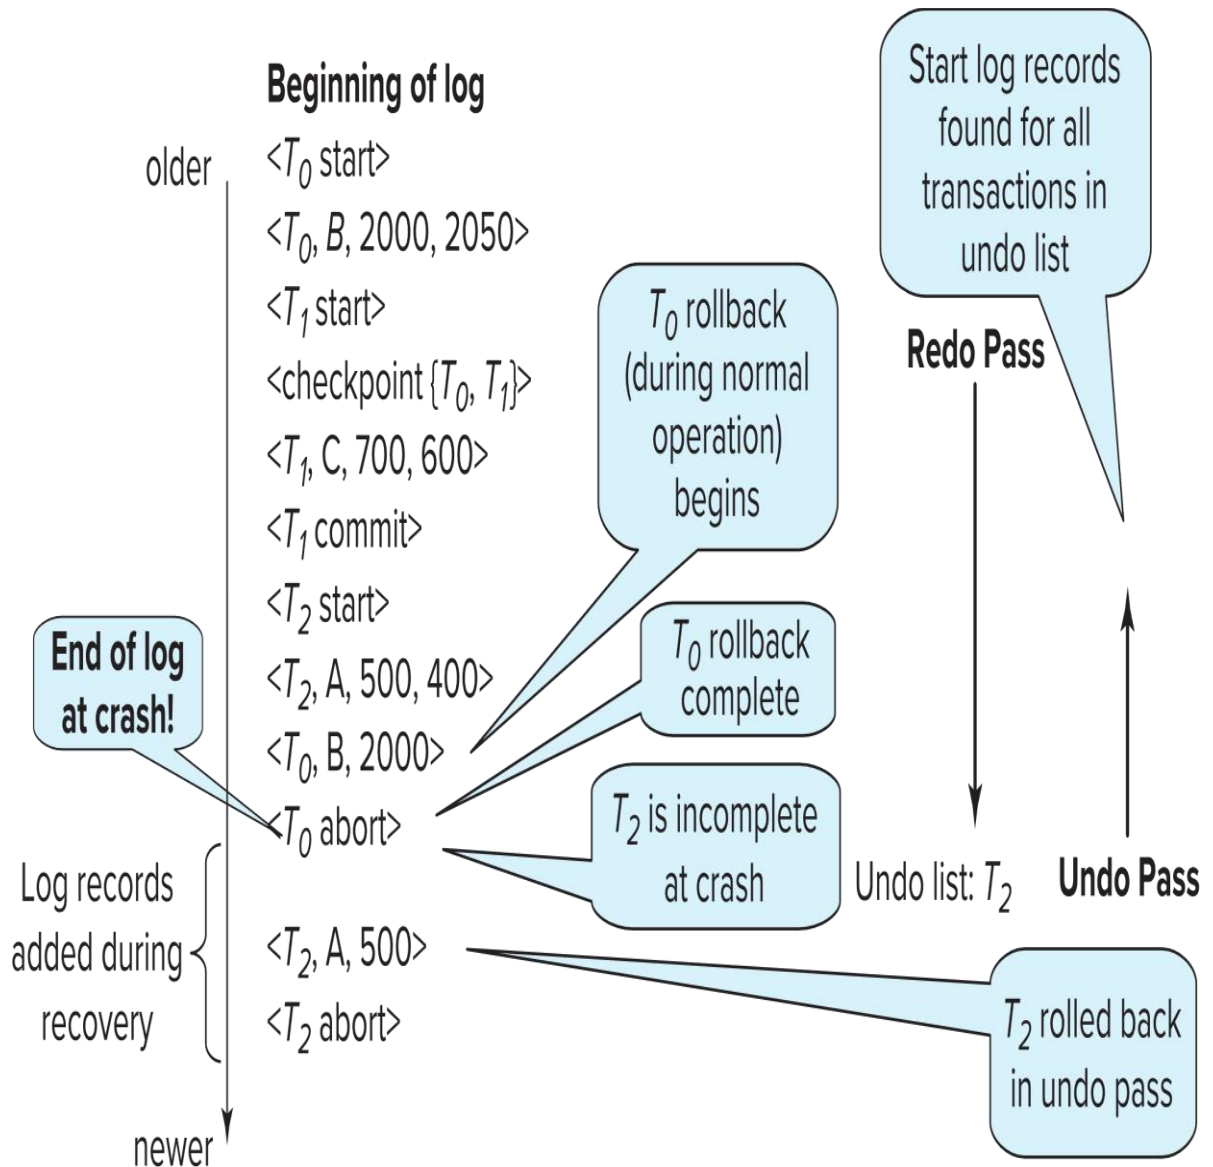 Beginning of log
older
<T0 start>
<T0, B, 2000, 2050>
<T1 start>
<checkpoint {T0, T1}>
<T1, C, 700, 600>
<T1 commit>
<T2 start>
<T2, A, 500, 400>
<T0, B, 2000>
<T0 abort>
<T2, A, 500>
<T2 abort>
newer
End of log
at crash!
Log records
added during
recovery
T0 rollback
(during normal
operation)
begins
T0 rollback
complete
T2 is incomplete
at crash
Start log records
found for all
transactions in
undo list
Redo Pass
Undo list: T2
Undo Pass
T2 rolled back
in undo pass